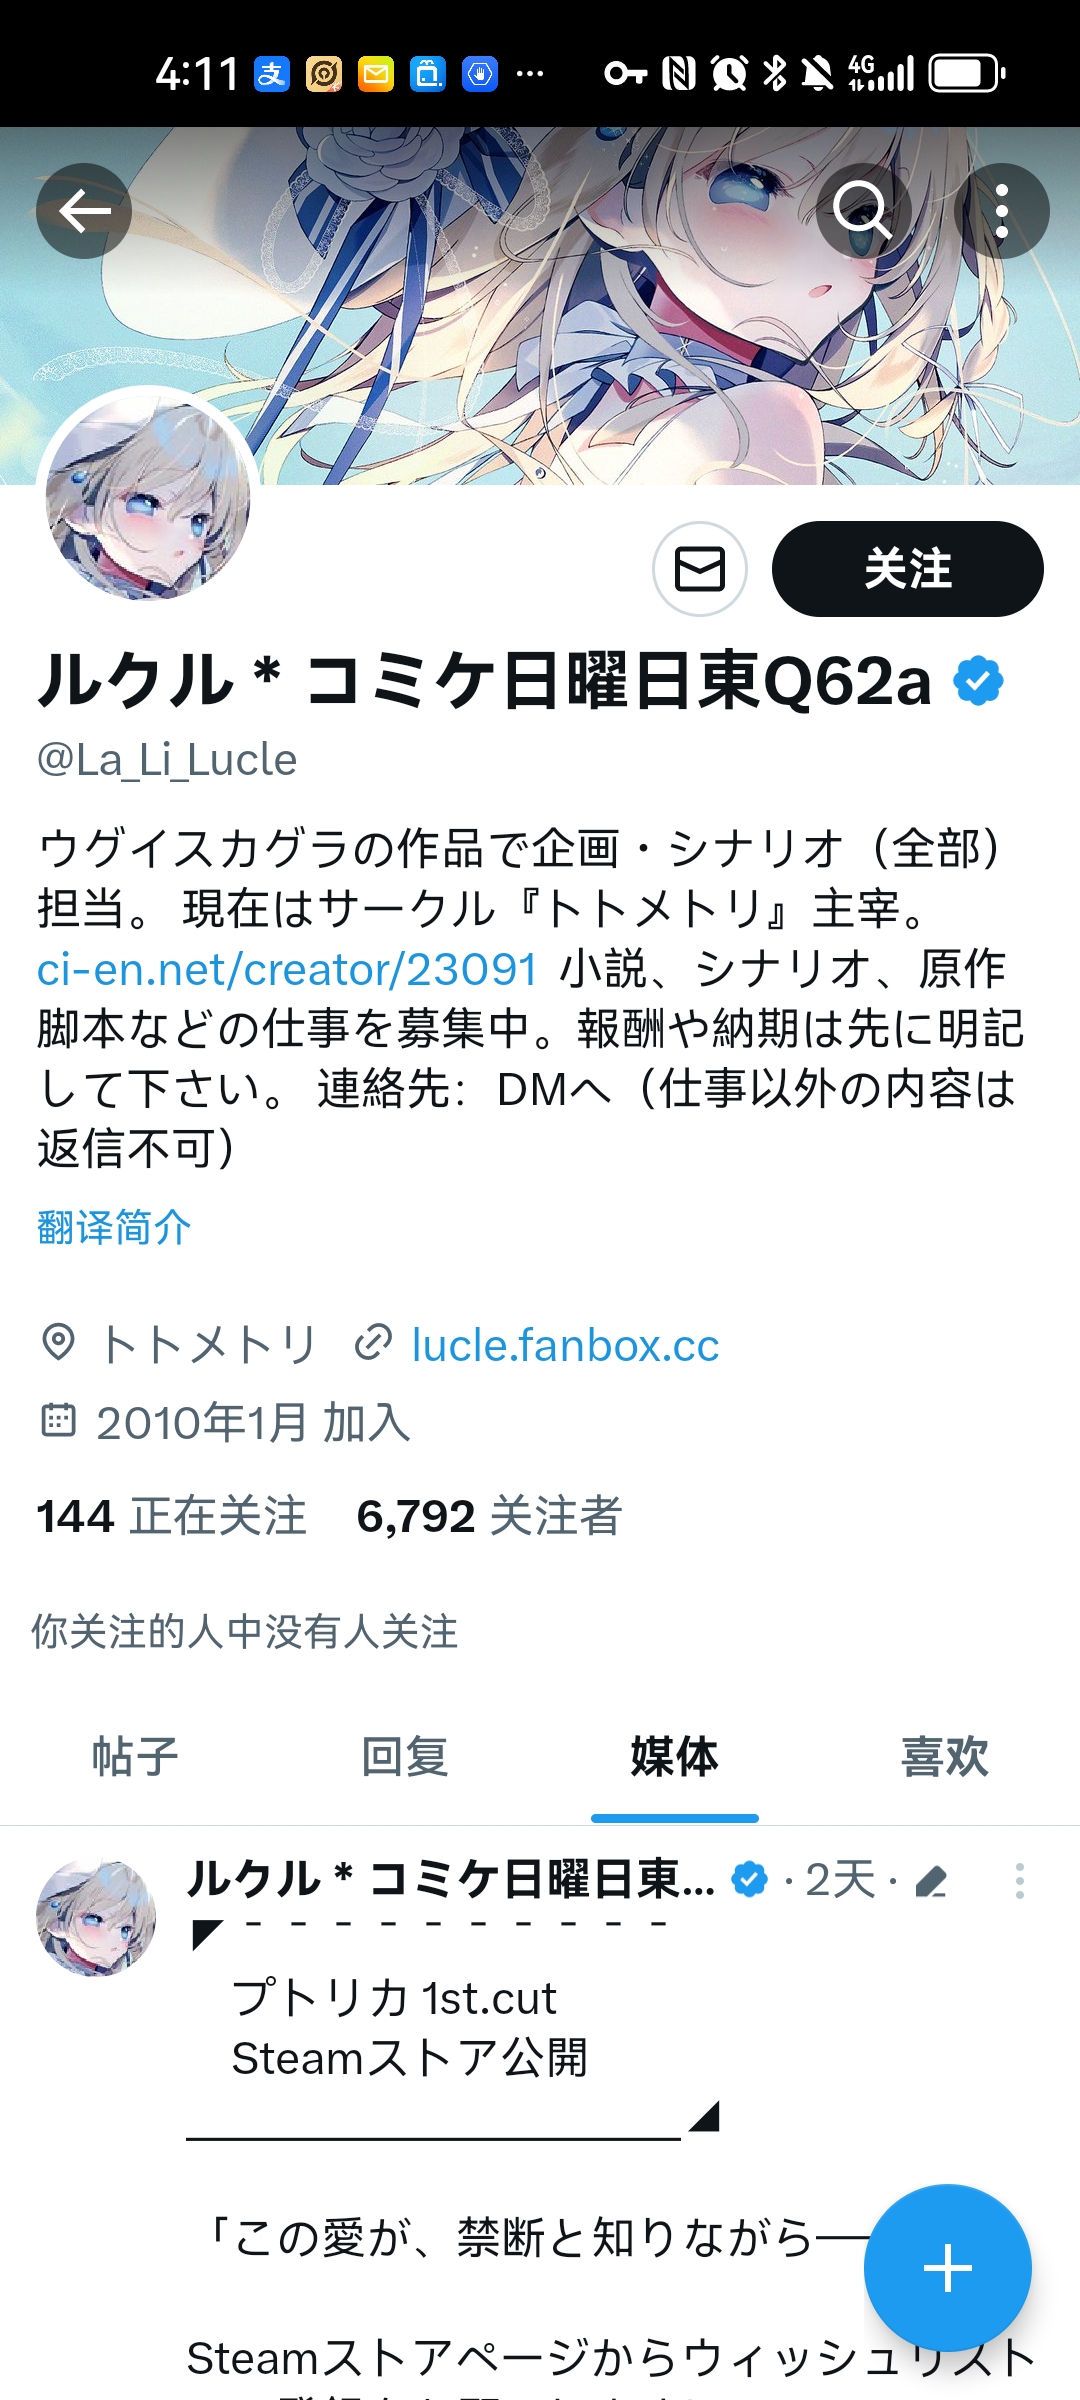 4:11 支 ... 4G
关注
ルクル * コミケ日曜日東Q62a
@La_Li_Lucle
ウグイスカグラの作品で企画・シナリオ（全部）
担当。 現在はサークル『トトメトリ』主宰。
ci-en.net/creator/23091 小説、シナリオ、原作
脚本などの仕事を募集中。報酬や納期は先に明記
して下さい。 連絡先：DMへ（仕事以外の内容は
返信不可）
翻译简介
トトメトリ lucle.fanbox.cc
2010年1月 加入
144 正在关注 6,792 关注者
你关注的人中没有人关注
帖子 回复 媒体 喜欢
ルクル * コミケ日曜日東... · 2天 ·
◤ - - - - - - - - - -
プトリカ 1st.cut
Steamストア公開
______________________◢
「この愛が、禁断と知りながら──
Steamストアページからウィッシュリスト